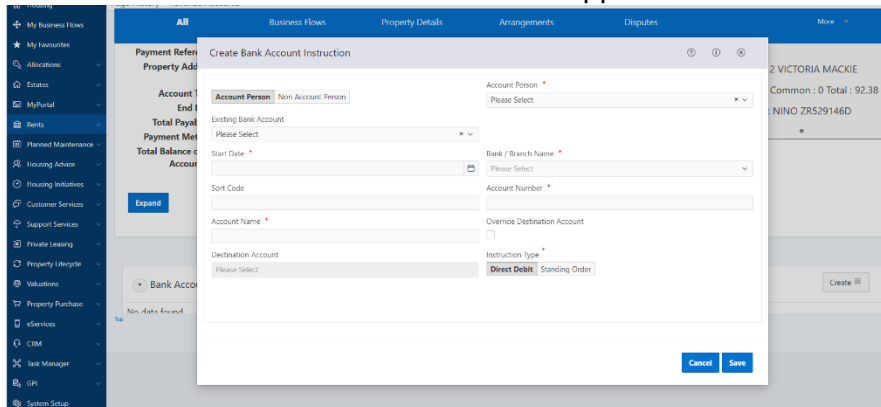 Housing
My Business Flows
My Favourites
Allocations
Estates
MyPortal
Rents
Planned Maintenance
Housing Advice
Housing Initiatives
Customer Services
Support Services
Private Leasing
Property Lifecycle
Valuations
Property Purchase
eServices
CRM
Task Manager
GPI
System Setup
All Business Flows Property Details Arrangements Disputes More
Payment Refer
Property Add
Account T
End
Total Payab
Payment Met
Total Balance o
Accour
Expand
2 VICTORIA MACKIE
Common : 0 Total : 92.38
NINO ZR529146D
Bank Accou
Create
No data found
Top
Create Bank Account Instruction
Account Person Non Account Person
Account Person *
Please Select
Existing Bank Account
Please Select
Start Date *
Bank / Branch Name *
Please Select
Sort Code
Account Number *
Account Name *
Override Destination Account
Destination Account
Please Select
Instruction Type *
Direct Debit Standing Order
Cancel Save